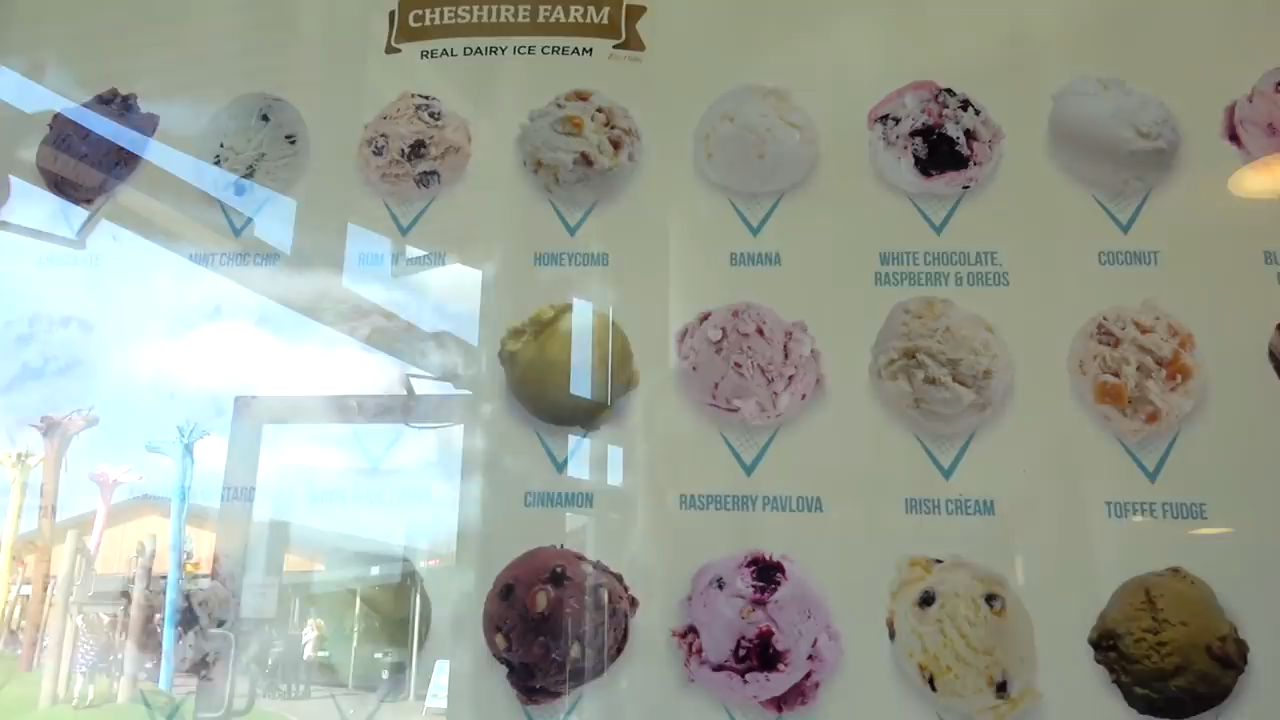 CHESHIRE FARM
REAL DAIRY ICE CREAM
MINT CHOC CHIP
RUM 'N' RAISIN
HONEYCOMB
BANANA
WHITE CHOCOLATE,
RASPBERRY & OREOS
COCONUT
CINNAMON
RASPBERRY PAVLOVA
IRISH CREAM
TOFFEE FUDGE